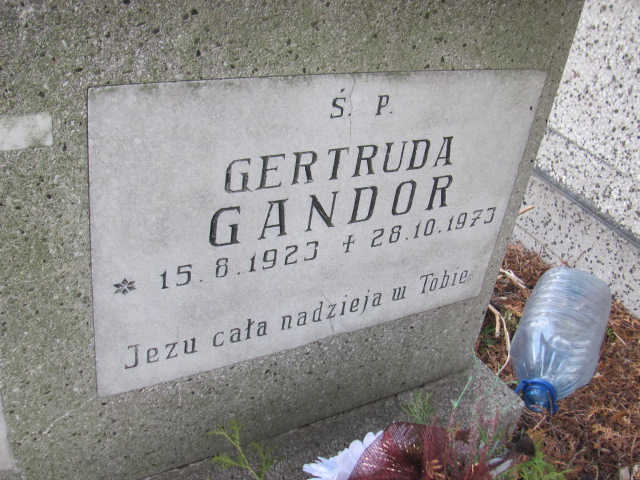 Ś. P.
GERTRUDA
GANDOR
* 15.8.1923 ✝ 28.10.1973
Jezu cała nadzieja w Tobie